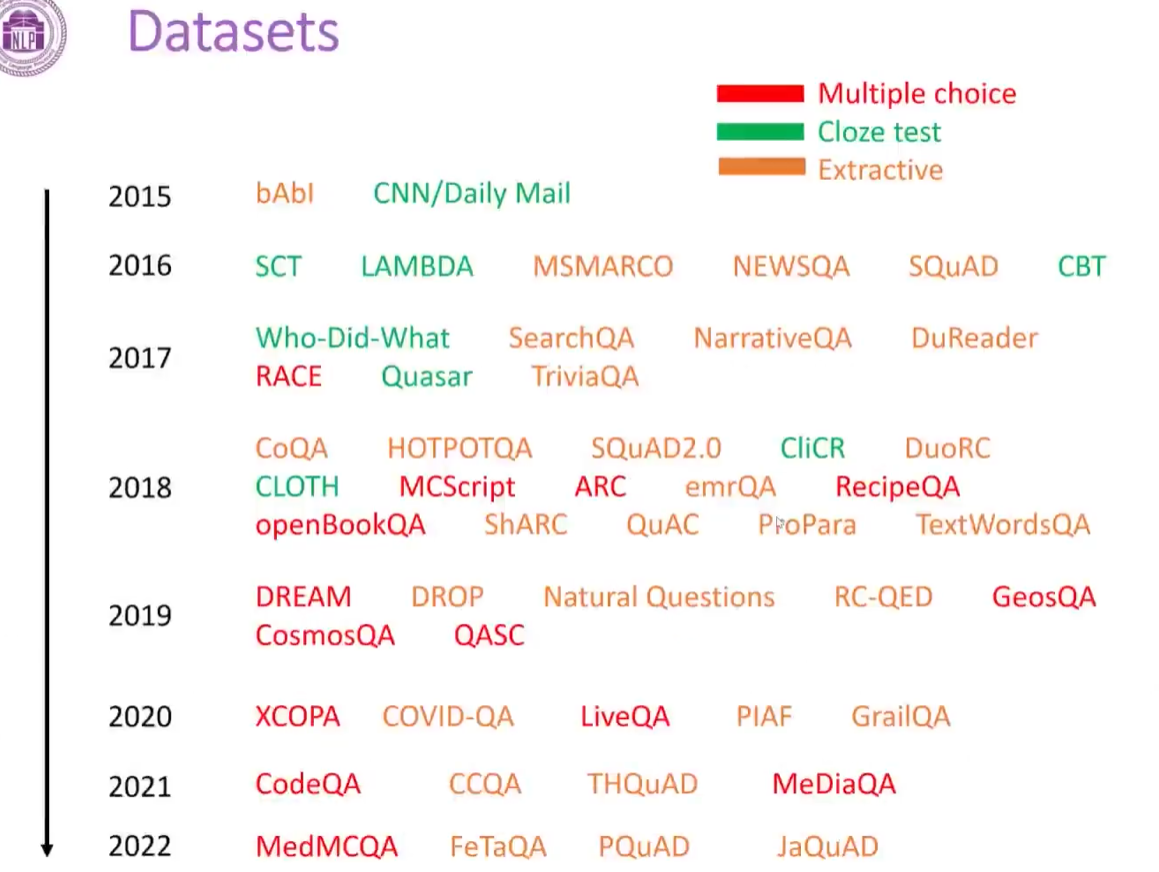 NLP
Datasets
Multiple choice
Cloze test
Extractive
2015 bAbI CNN/Daily Mail
2016 SCT LAMBDA MSMARCO NEWSQA SQuAD CBT
2017
Who-Did-What SearchQA NarrativeQA DuReader
RACE Quasar TriviaQA
CoQA HOTPOTQA SQuAD2.0 CliCR DuoRC
2018 CLOTH MCScript ARC emrQA RecipeQA
openBookQA ShARC QuAC ProPara TextWordsQA
2019
DREAM DROP Natural Questions RC-QED GeosQA
CosmosQA QASC
2020 XCOPA COVID-QA LiveQA PIAF GrailQA
2021 CodeQA CCQA THQuAD MeDiaQA
2022 MedMCQA FeTaQA PQuAD JaQuAD